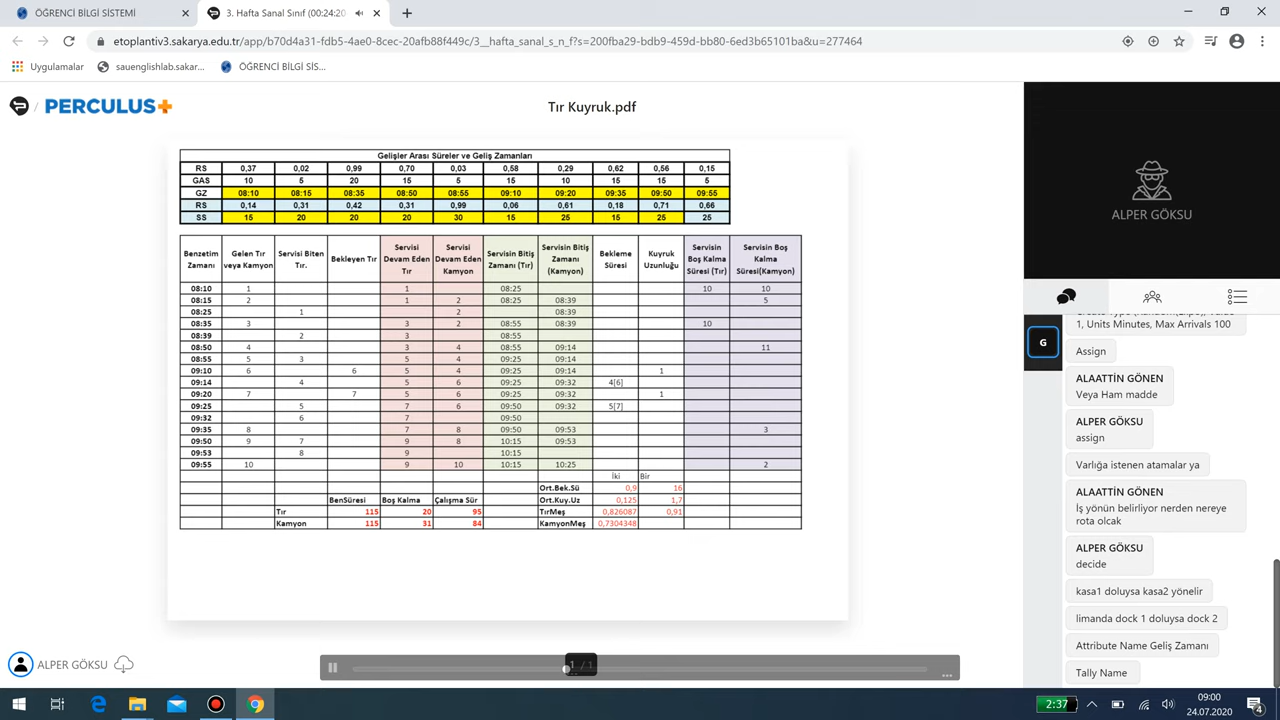 ÖĞRENCİ BİLGİ SİSTEMİ
3. Hafta Sanal Sınıf (00:24:20
etoplantiv3.sakarya.edu.tr/app/b70d4a31-fdb5-4ae0-8cec-20afb88f449c/3__hafta_sanal_s_n_f?s=200fba29-bdb9-459d-bb80-6ed3b65101ba&u=277464
Uygulamalar sauenglishlab.sakar... ÖĞRENCİ BİLGİ SİS...
/ PERCULUS+
Tır Kuyruk.pdf
Gelişler Arası Süreler ve Geliş Zamanları
RS 0,37 0,02 0,99 0,70 0,03 0,58 0,29 0,62 0,56 0,15
GAS 10 5 20 15 5 15 10 15 15 5
GZ 08:10 08:15 08:35 08:50 08:55 09:10 09:20 09:35 09:50 09:55
RS 0,14 0,31 0,42 0,31 0,99 0,06 0,61 0,18 0,71 0,66
SS 15 20 20 20 30 15 25 15 25 25
Benzetim Zamanı Gelen Tır veya Kamyon Servisi Biten Tır. Bekleyen Tır Servisi Devam Eden Tır Servisi Devam Eden Kamyon Servisin Bitiş Zamanı (Tır) Servisin Bitiş Zamanı (Kamyon) Bekleme Süresi Kuyruk Uzunluğu Servisin Boş Kalma Süresi (Tır) Servisin Boş Kalma Süresi(Kamyon)
08:10 1 1 08:25 10 10
08:15 2 1 2 08:25 08:39 5
08:25 1 2 08:39
08:35 3 3 2 08:55 08:39 10
08:39 2 3 08:55
08:50 4 3 4 08:55 09:14 11
08:55 5 3 5 4 09:25 09:14
09:10 6 6 5 4 09:25 09:14 1
09:14 4 5 6 09:25 09:32 4[6]
09:20 7 7 5 6 09:25 09:32 1
09:25 5 7 6 09:50 09:32 5[7]
09:32 6 7 09:50
09:35 8 7 8 09:50 09:53 3
09:50 9 7 9 8 10:15 09:53
09:53 8 9 10:15
09:55 10 9 10 10:15 10:25 2
İki Bir
Ort.Bek.Sü 0,9 16
BenSüresi Boş Kalma Çalışma Sür Ort.Kuy.Uz 0,125 1,7
Tır 115 20 95 TırMeş 0,826087 0,91
Kamyon 115 31 84 KamyonMeş 0,7304348
ALPER GÖKSU
1 / 1
ALPER GÖKSU
G
1, Units Minutes, Max Arrivals 100
Assign
ALAATTİN GÖNEN
Veya Ham madde
ALPER GÖKSU
assign
Varlığa istenen atamalar ya
ALAATTİN GÖNEN
İş yönün belirliyor nerden nereye
rota olcak
ALPER GÖKSU
decide
kasa1 doluysa kasa2 yönelir
limanda dock 1 doluysa dock 2
Attribute Name Geliş Zamanı
Tally Name
2:37
09:00
24.07.2020
4